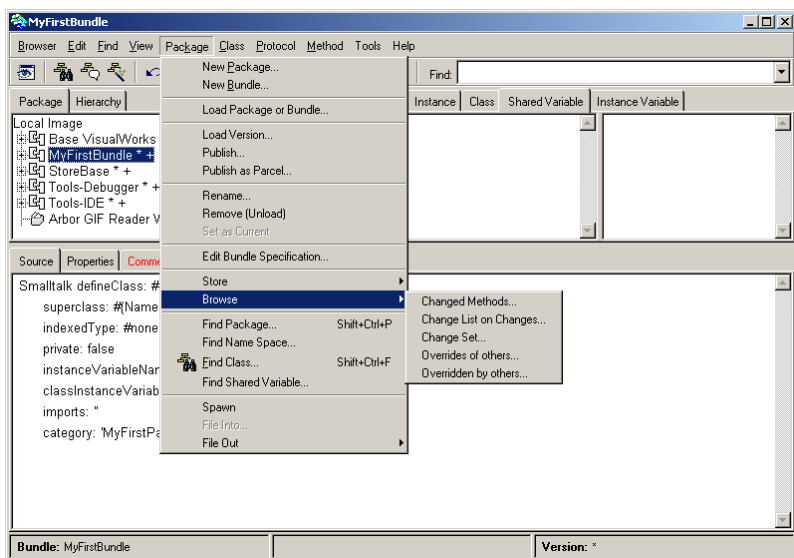 MyFirstBundle
Browser Edit Find View Package Class Protocol Method Tools Help
Find:
Package Hierarchy
Instance Class Shared Variable Instance Variable
Local Image
Base VisualWorks
MyFirstBundle * +
StoreBase * +
Tools-Debugger * +
Tools-IDE * +
Arbor GIF Reader V
New Package...
New Bundle...
Load Package or Bundle...
Load Version...
Publish...
Publish as Parcel...
Rename...
Remove (Unload)
Set as Current
Edit Bundle Specification...
Store
Browse
Find Package... Shift+Ctrl+P
Find Name Space...
Find Class... Shift+Ctrl+F
Find Shared Variable...
Spawn
File Into...
File Out
Changed Methods...
Change List on Changes...
Change Set...
Overrides of others...
Overridden by others...
Source Properties Comme
Smalltalk defineClass: #
superclass: #{Name
indexedType: #none
private: false
instanceVariableNar
classInstanceVariab
imports: "
category: 'MyFirstPa
Bundle: MyFirstBundle
Version: *